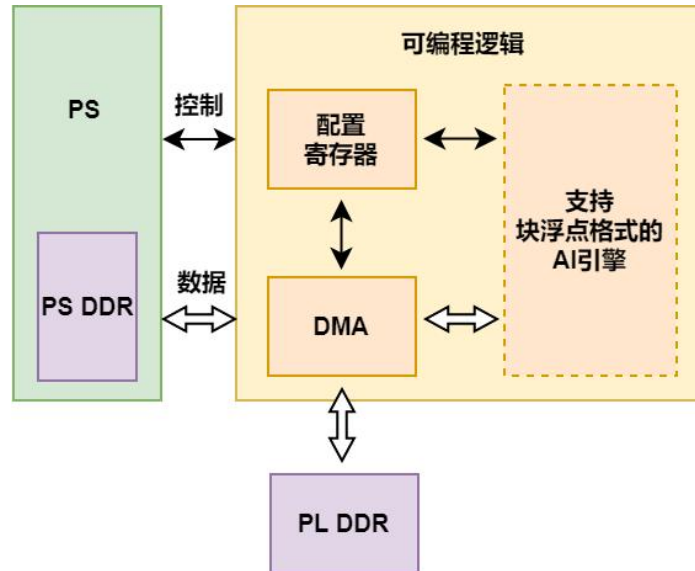 可编程逻辑
PS
控制
配置
寄存器
支持
块浮点格式的
AI引擎
数据
PS DDR
DMA
PL DDR